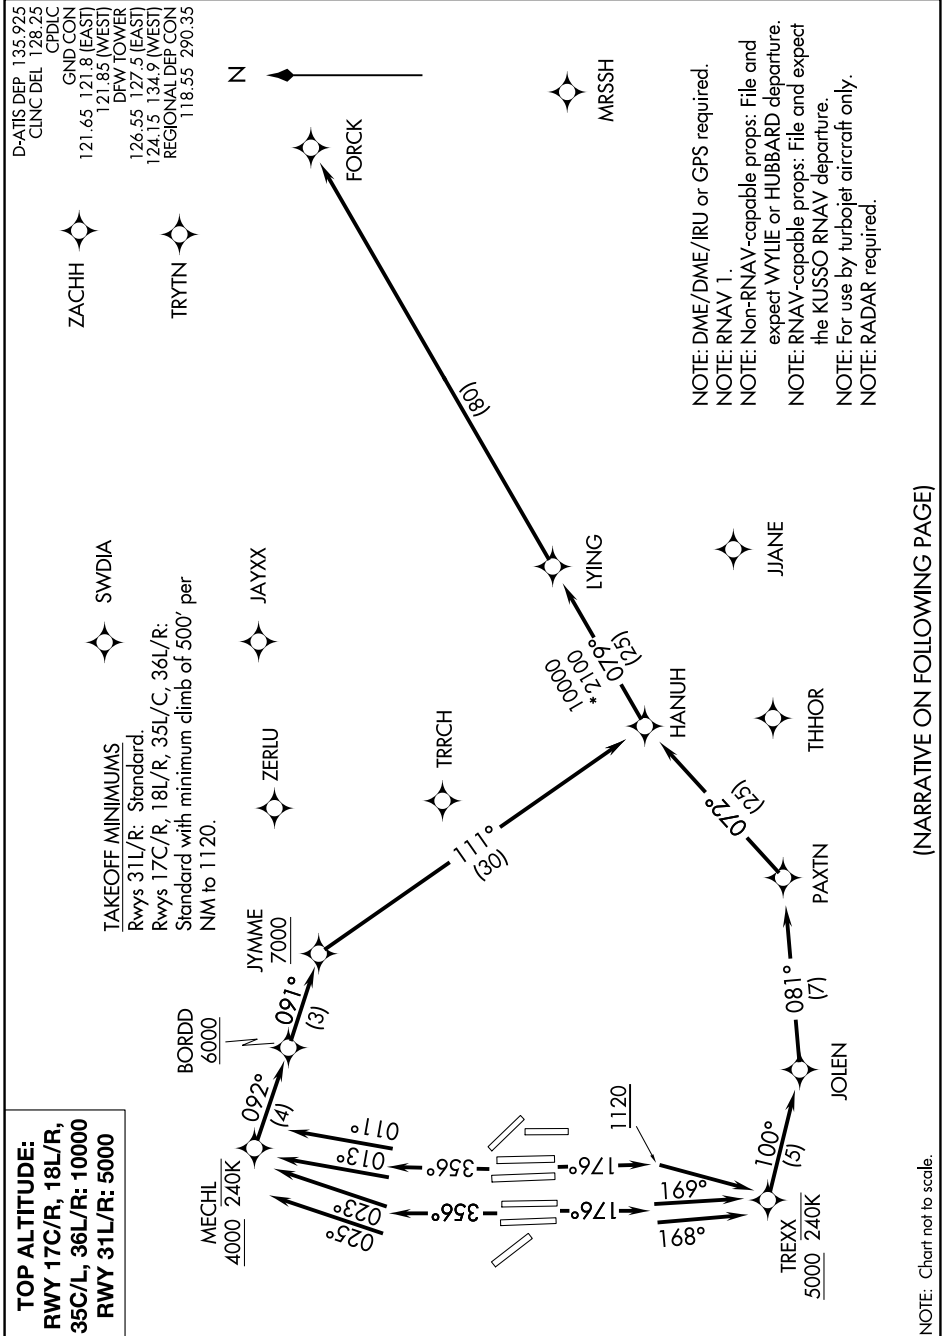 TOP ALTITUDE:
RWY 17C/R, 18L/R,
35C/L, 36L/R: 10000
RWY 31L/R: 5000
D-ATIS DEP 135.925
CLNC DEL 128.25
CPDLC
GND CON
121.65 121.8 (EAST)
121.85 (WEST)
DFW TOWER
126.55 127.5 (EAST)
124.15 134.9 (WEST)
REGIONAL DEP CON
118.55 290.35
TAKEOFF MINIMUMS
Rwys 31L/R: Standard.
Rwys 17C/R, 18L/R, 35L/C, 36L/R:
Standard with minimum climb of 500' per
NM to 1120.
SWDIA
ZACHH
TRYTN
N
JAYXX
ZERLU
TRRCH
FORCK
MRSSH
BORDD
6000
JYMME
7000
MECHL
4000 240K
092°
(4)
091°
(3)
111°
(30)
025°
023°
013°
011°
356°
356°
176°
176°
1120
168°
169°
TREXX
5000 240K
100°
(5)
JOLEN
081°
(7)
PAXTN
072°
(25)
HANUH
10000
*2100
079°
(25)
LYING
(80)
JJANE
THHOR
NOTE: DME/DME/IRU or GPS required.
NOTE: RNAV 1.
NOTE: Non-RNAV-capable props: File and
expect WYLIE or HUBBARD departure.
NOTE: RNAV-capable props: File and expect
the KUSSO RNAV departure.
NOTE: For use by turbojet aircraft only.
NOTE: RADAR required.
(NARRATIVE ON FOLLOWING PAGE)
NOTE: Chart not to scale.